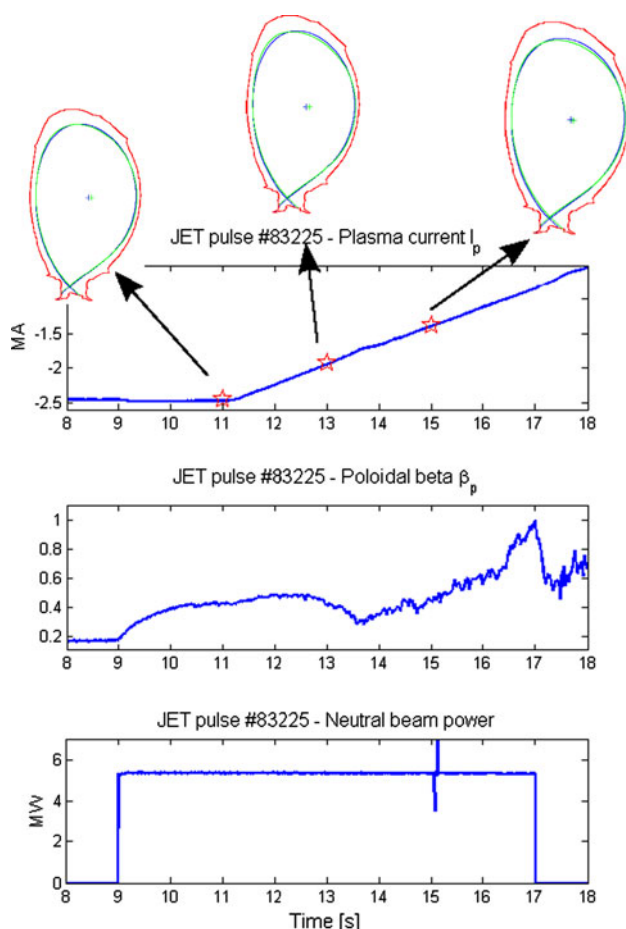 JET pulse #83225 - Plasma current Ip
MA
-1.5
-2
-2.5
8 9 10 11 12 13 14 15 16 17 18
JET pulse #83225 - Poloidal beta βp
1
0.8
0.6
0.4
0.2
8 9 10 11 12 13 14 15 16 17 18
JET pulse #83225 - Neutral beam power
MW
6
4
2
0
8 9 10 11 12 13 14 15 16 17 18
Time [s]